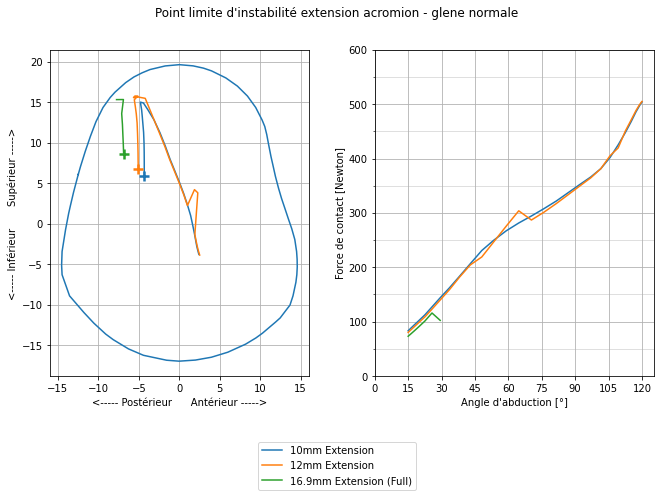 Point limite d'instabilité extension acromion - glene normale
<----- Inférieur      Supérieur ----->
20
15
10
5
0
−5
−10
−15
−15 −10 −5 0 5 10 15
<----- Postérieur      Antérieur ----->
Force de contact [Newton]
600
500
400
300
200
100
0
0 15 30 45 60 75 90 105 120
Angle d'abduction [°]
10mm Extension
12mm Extension
16.9mm Extension (Full)